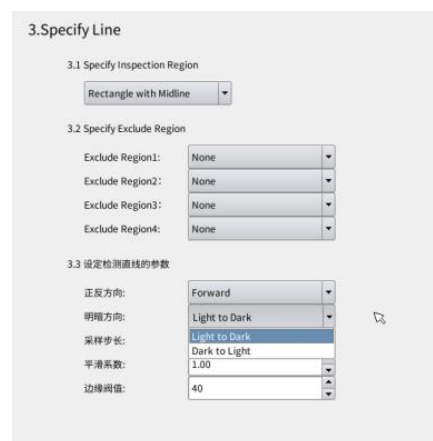 3.Specify Line
3.1 Specify Inspection Region
Rectangle with Midline
3.2 Specify Exclude Region
Exclude Region1: None
Exclude Region2: None
Exclude Region3: None
Exclude Region4: None
3.3 设定检测直线的参数
正反方向: Forward
明暗方向: Light to Dark
采样步长: Light to Dark
Dark to Light
平滑系数: 1.00
边缘阀值: 40